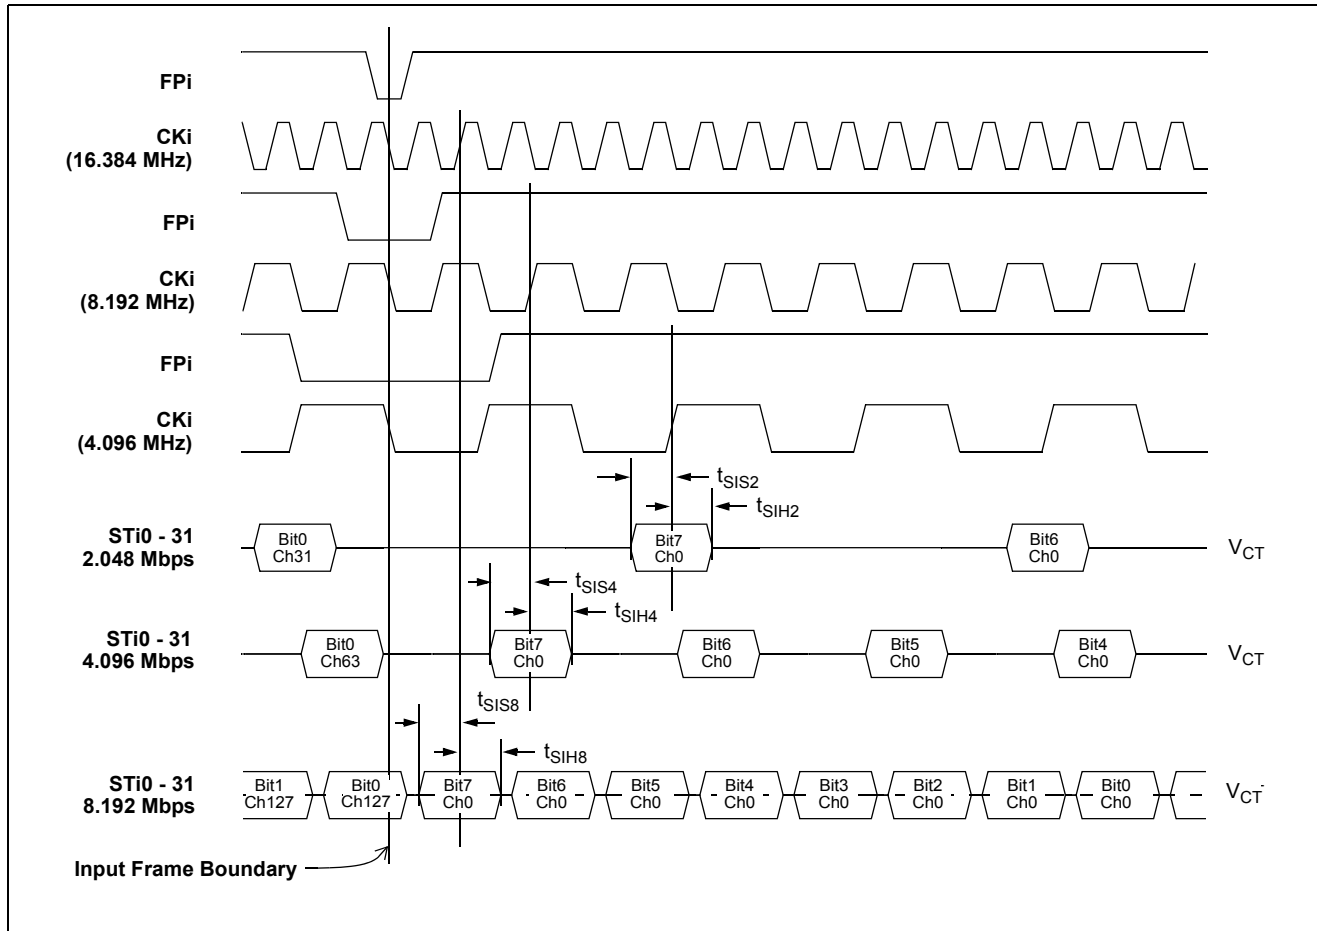 FPi
CKi
(16.384 MHz)
FPi
CKi
(8.192 MHz)
FPi
CKi
(4.096 MHz)
tSIS2
tSIH2
STi0 - 31
2.048 Mbps
Bit0
Ch31
Bit7
Ch0
Bit6
Ch0
VCT
tSIS4
tSIH4
STi0 - 31
4.096 Mbps
Bit0
Ch63
Bit7
Ch0
Bit6
Ch0
Bit5
Ch0
Bit4
Ch0
VCT
tSIS8
tSIH8
STi0 - 31
8.192 Mbps
Bit1
Ch127
Bit0
Ch127
Bit7
Ch0
Bit6
Ch0
Bit5
Ch0
Bit4
Ch0
Bit3
Ch0
Bit2
Ch0
Bit1
Ch0
Bit0
Ch0
VCT
Input Frame Boundary